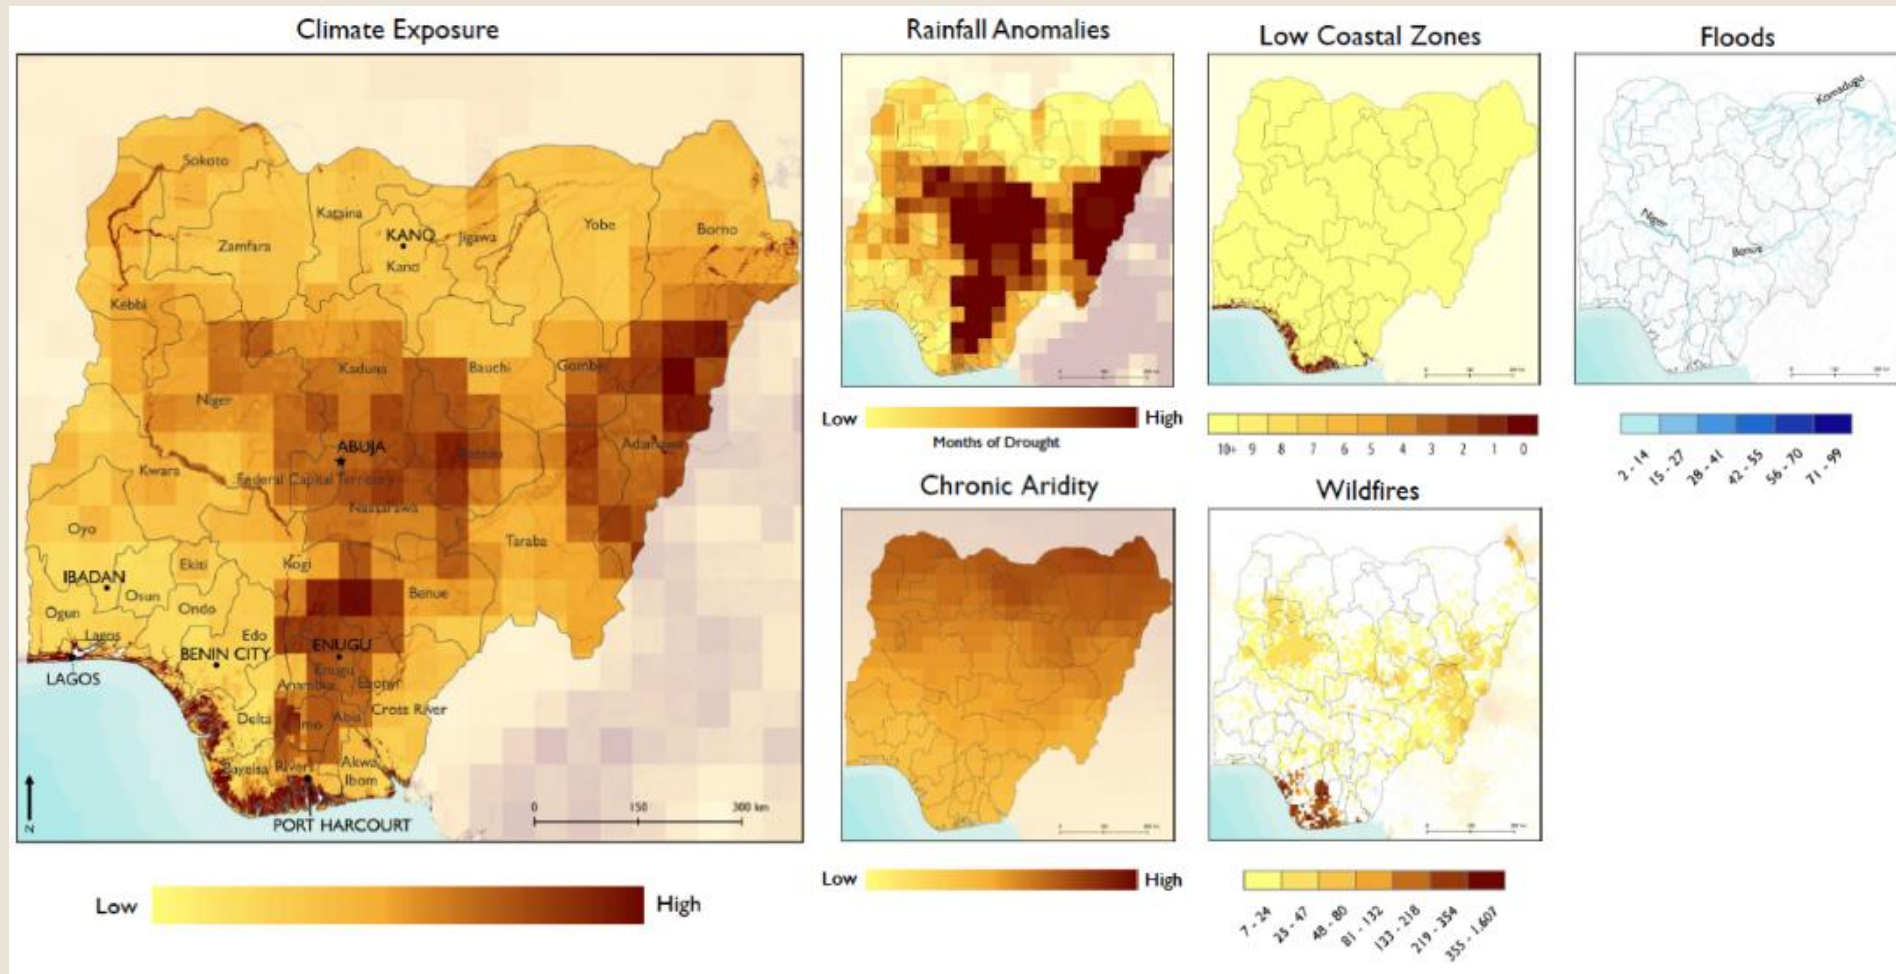 Climate Exposure
Sokoto
Katsina
KANO
Jigawa
Yobe
Borno
Zamfara
Kano
Kebbi
Kaduna
Bauchi
Gombe
Niger
ABUJA
Adamawa
Kwara
Federal Capital Territory
Nassarawa
Oyo
Taraba
Ekiti
Kogi
IBADAN
Osun
Benue
Ogun
Ondo
Lagos
Edo
ENUGU
BENIN CITY
Enugu
LAGOS
Anambra
Ebonyi
Delta
Imo
Abia
Cross River
Bayelsa
Rivers
Akwa
Ibom
N
0 150 300 km
PORT HARCOURT
Low
High
Rainfall Anomalies
Low
High
Months of Drought
Low Coastal Zones
10+ 9 8 7 6 5 4 3 2 1 0
Floods
Komadugu
Niger
Benue
2 - 14
15 - 27
28 - 41
42 - 55
56 - 70
71 - 99
Chronic Aridity
Low
High
Wildfires
7 - 24
25 - 47
48 - 80
81 - 132
133 - 218
219 - 354
355 - 1,607